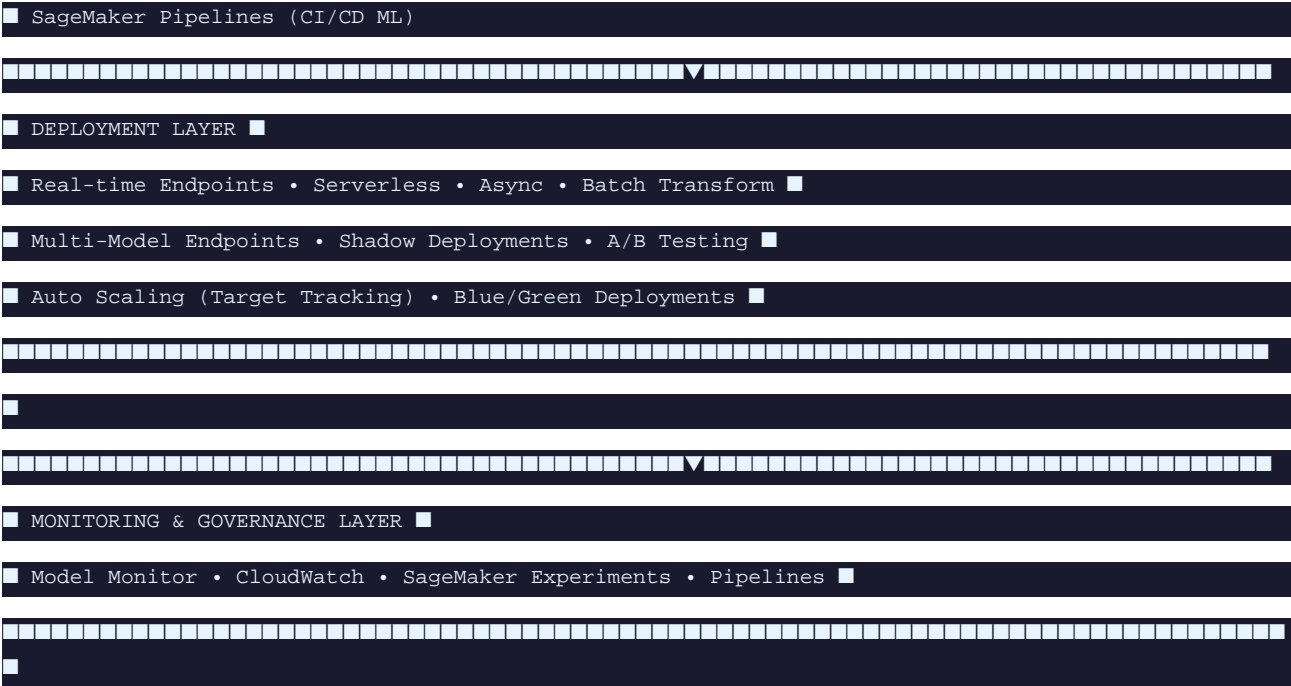 ■ SageMaker Pipelines (CI/CD ML)
■■■■■■■■■■■■■■■■■■■■■■■■■■■■■■■■■■■■■■■■■■■▼■■■■■■■■■■■■■■■■■■■■■■■■■■■■■■■■■■■■
■ DEPLOYMENT LAYER ■
■ Real-time Endpoints • Serverless • Async • Batch Transform ■
■ Multi-Model Endpoints • Shadow Deployments • A/B Testing ■
■ Auto Scaling (Target Tracking) • Blue/Green Deployments ■
■■■■■■■■■■■■■■■■■■■■■■■■■■■■■■■■■■■■■■■■■■■■■■■■■■■■■■■■■■■■■■■■■■■■■■■■■■■■■■■
■
■■■■■■■■■■■■■■■■■■■■■■■■■■■■■■■■■■■■■■■■■■■▼■■■■■■■■■■■■■■■■■■■■■■■■■■■■■■■■■■■■
■ MONITORING & GOVERNANCE LAYER ■
■ Model Monitor • CloudWatch • SageMaker Experiments • Pipelines ■
■■■■■■■■■■■■■■■■■■■■■■■■■■■■■■■■■■■■■■■■■■■■■■■■■■■■■■■■■■■■■■■■■■■■■■■■■■■■■■■■
■